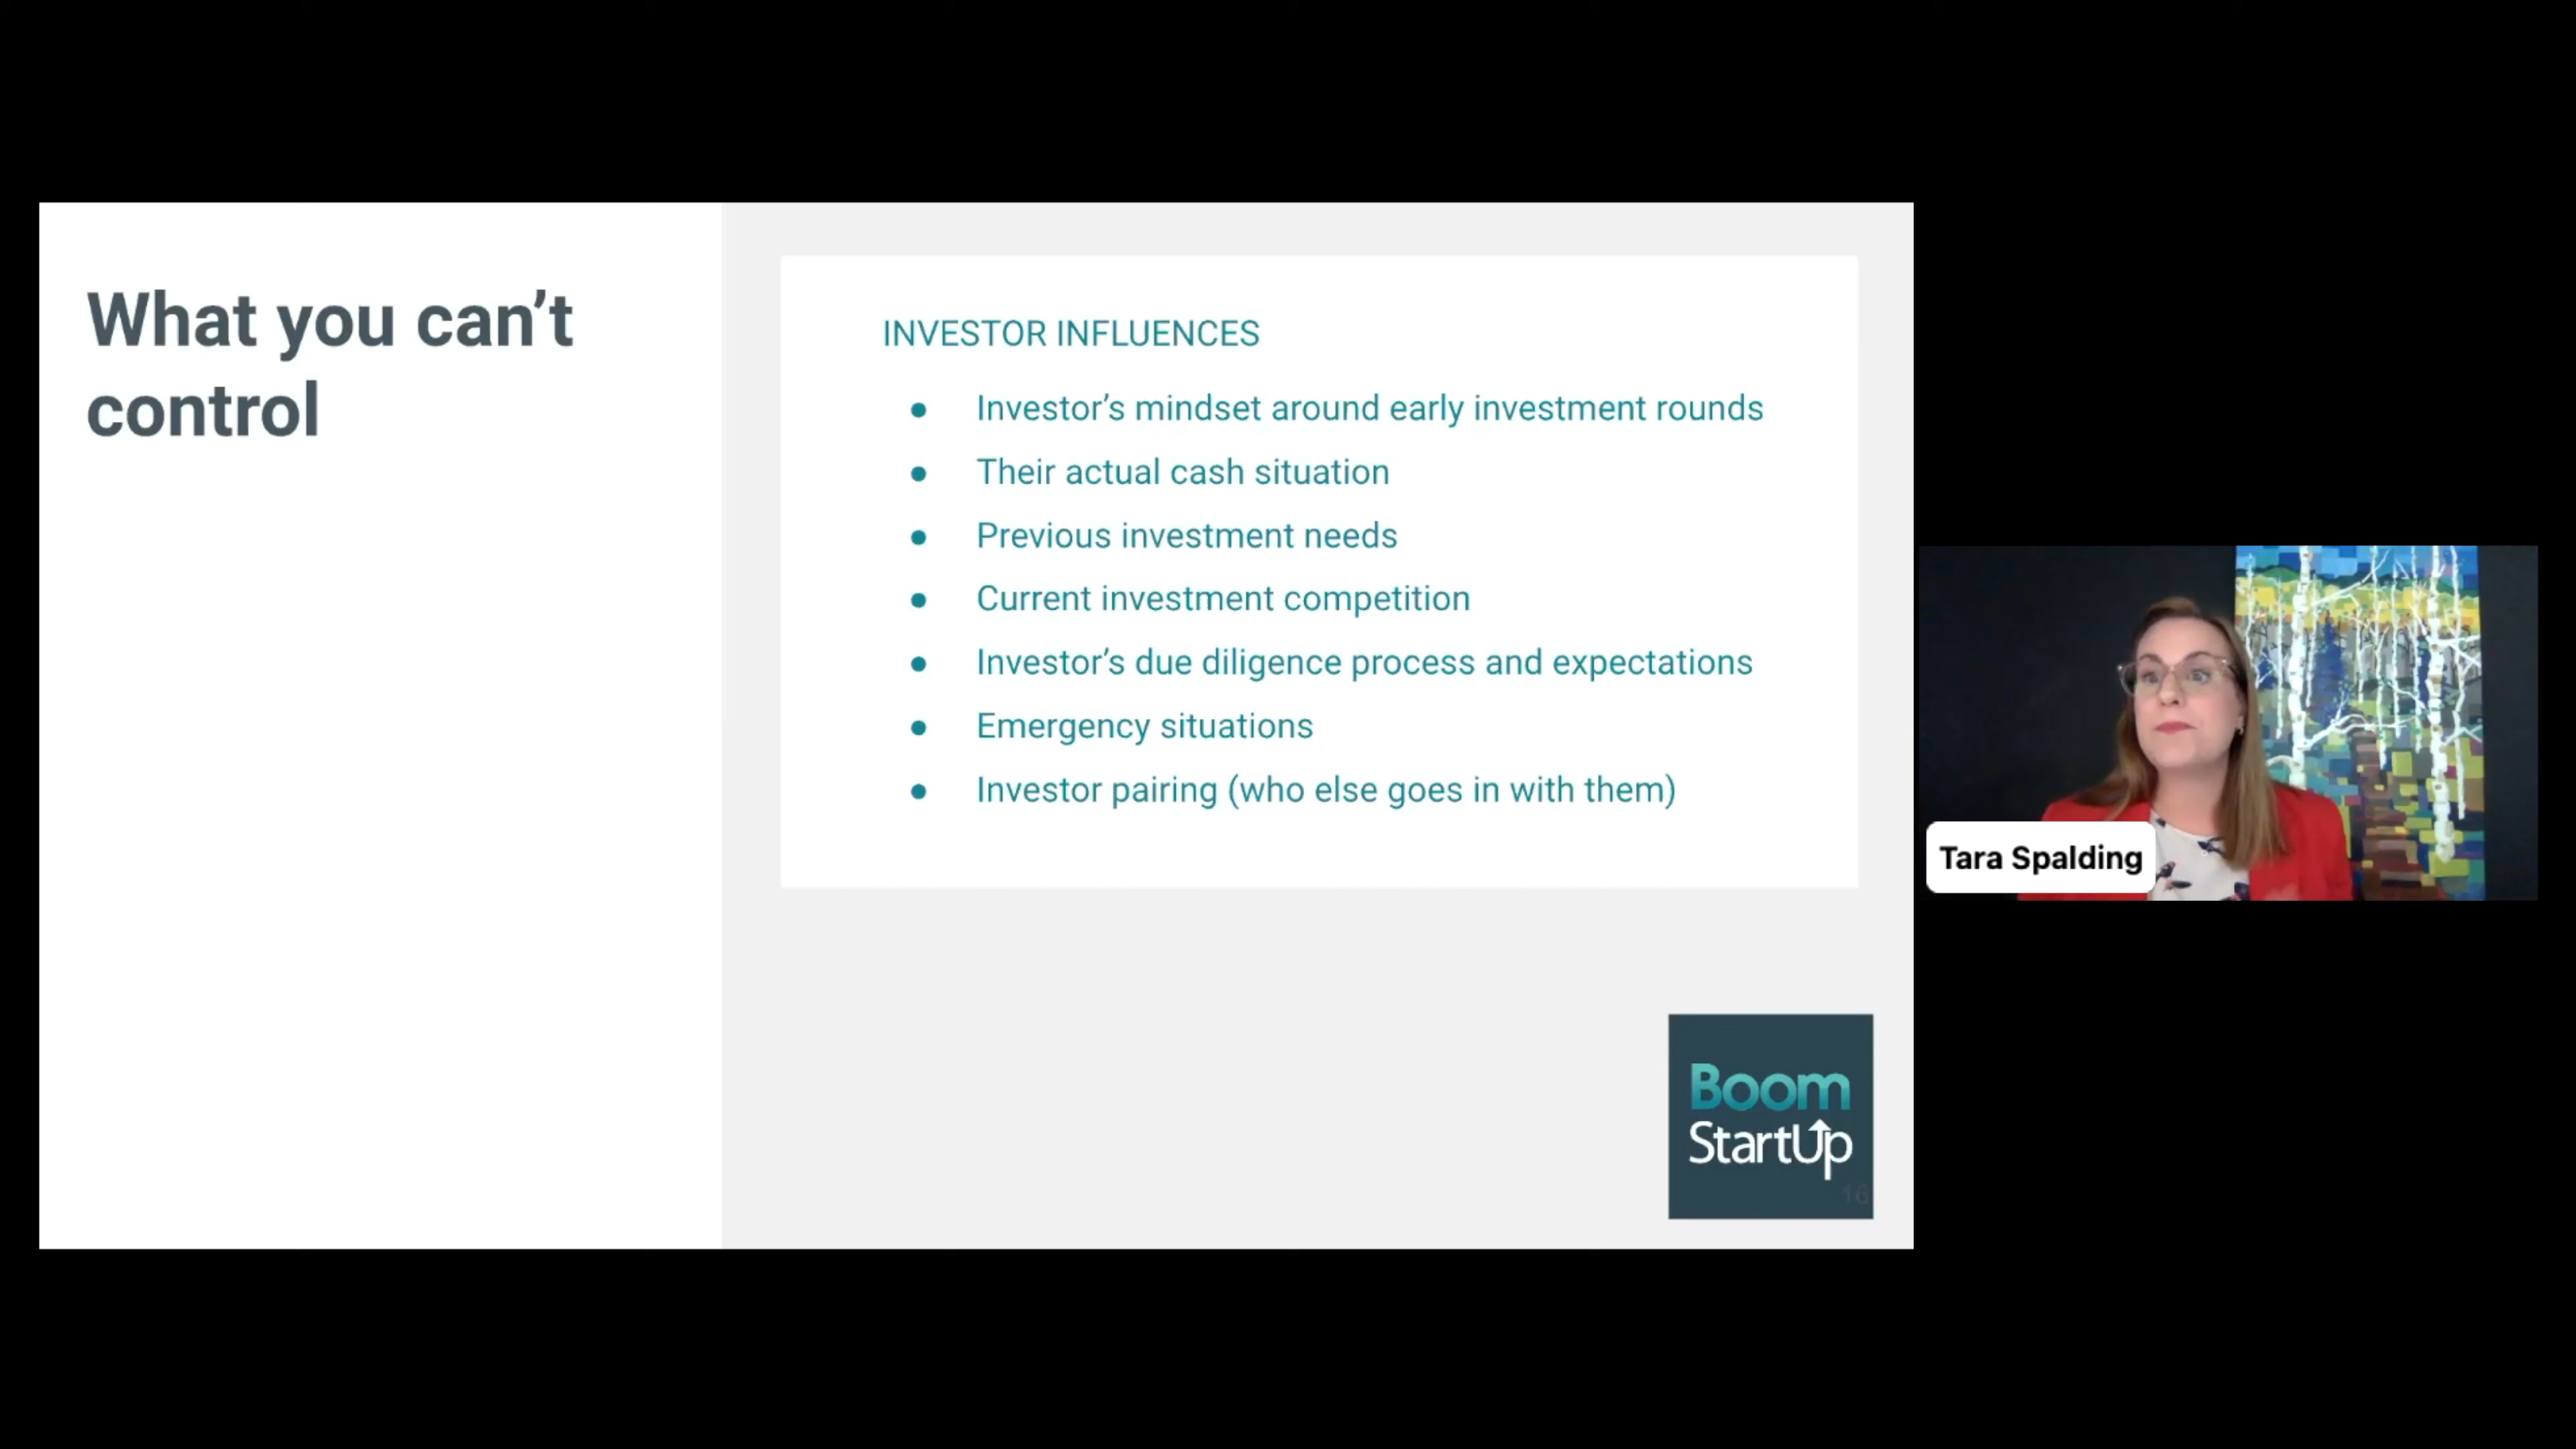 What you can’t
control
INVESTOR INFLUENCES
● Investor’s mindset around early investment rounds
● Their actual cash situation
● Previous investment needs
● Current investment competition
● Investor’s due diligence process and expectations
● Emergency situations
● Investor pairing (who else goes in with them)
Tara Spalding
Boom
StartUp
16